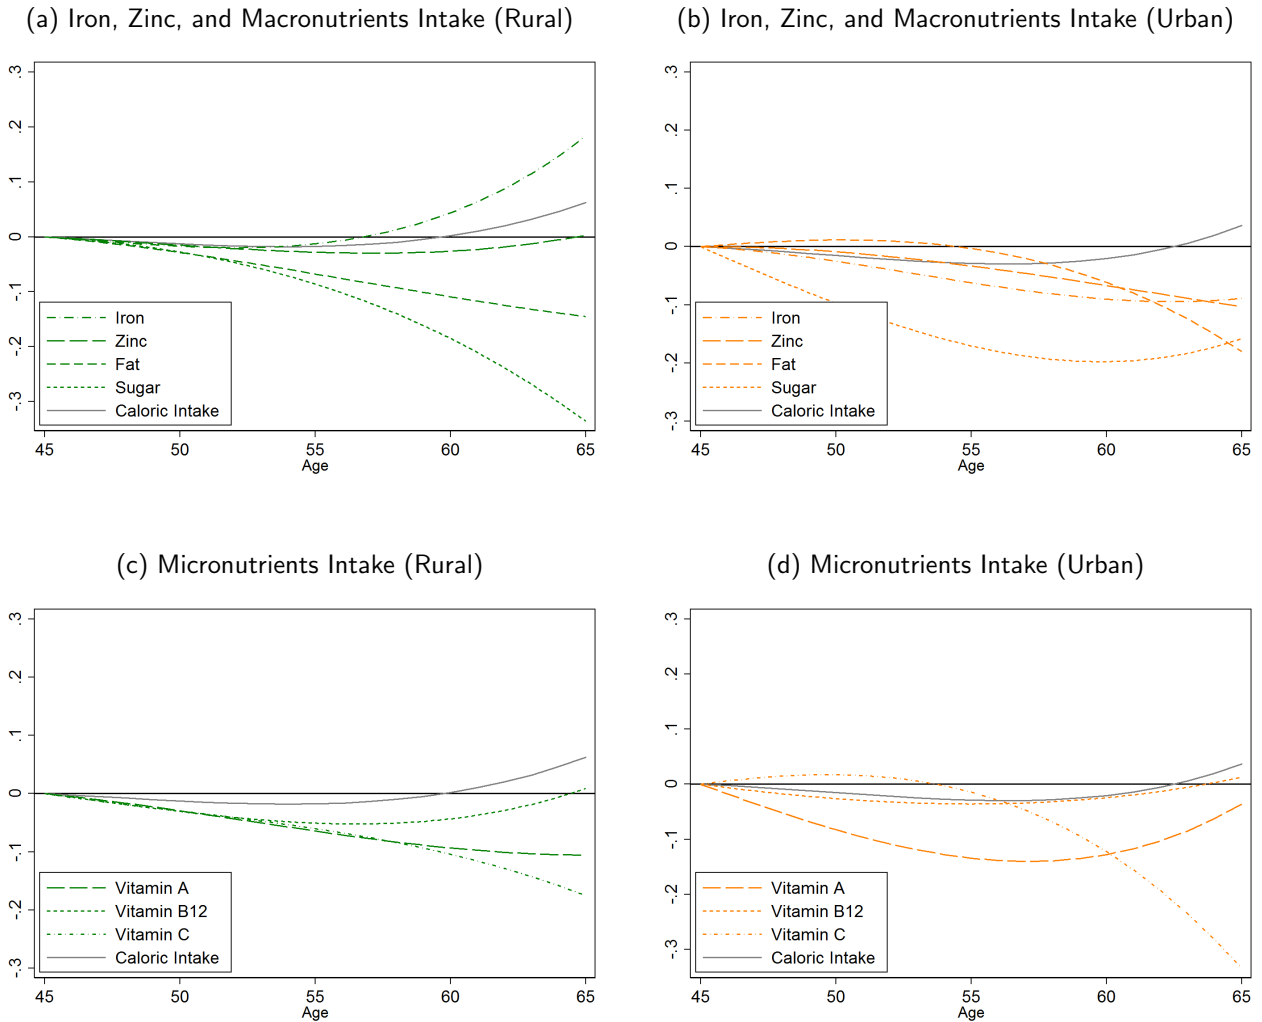 (a) Iron, Zinc, and Macronutrients Intake (Rural)
.3
.2
.1
0
-.1
-.2
-.3
Iron
Zinc
Fat
Sugar
Caloric Intake
45 50 55 60 65
Age
(b) Iron, Zinc, and Macronutrients Intake (Urban)
.3
.2
.1
0
-.1
-.2
-.3
Iron
Zinc
Fat
Sugar
Caloric Intake
45 50 55 60 65
Age
(c) Micronutrients Intake (Rural)
.3
.2
.1
0
-.1
-.2
-.3
Vitamin A
Vitamin B12
Vitamin C
Caloric Intake
45 50 55 60 65
Age
(d) Micronutrients Intake (Urban)
.3
.2
.1
0
-.1
-.2
-.3
Vitamin A
Vitamin B12
Vitamin C
Caloric Intake
45 50 55 60 65
Age